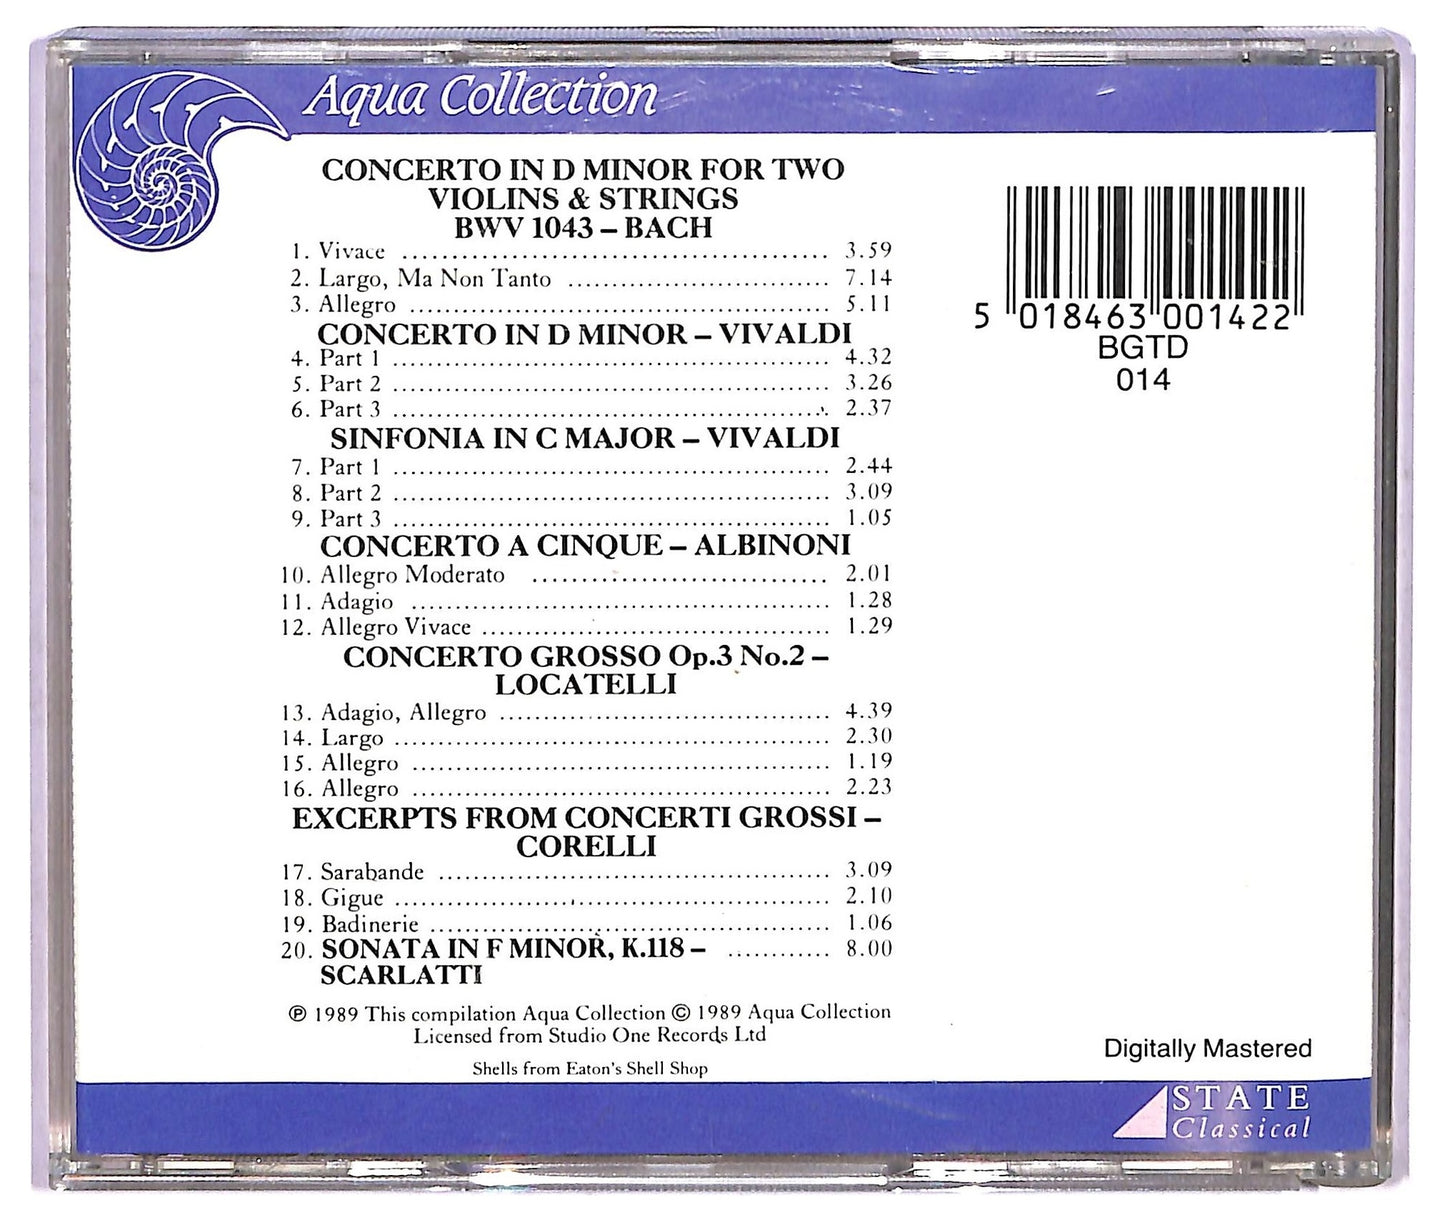 Aqua Collection
CONCERTO IN D MINOR FOR TWO
VIOLINS & STRINGS
BWV 1043 – BACH
1. Vivace ........................................ 3.59
2. Largo, Ma Non Tanto ............................ 7.14
3. Allegro ........................................ 5.11
CONCERTO IN D MINOR – VIVALDI
4. Part 1 ........................................ 4.32
5. Part 2 ........................................ 3.26
6. Part 3 ........................................ 2.37
SINFONIA IN C MAJOR – VIVALDI
7. Part 1 ........................................ 2.44
8. Part 2 ........................................ 3.09
9. Part 3 ........................................ 1.05
CONCERTO A CINQUE – ALBINONI
10. Allegro Moderato .............................. 2.01
11. Adagio ........................................ 1.28
12. Allegro Vivace ................................ 1.29
CONCERTO GROSSO Op.3 No.2 –
LOCATELLI
13. Adagio, Allegro ............................... 4.39
14. Largo ........................................ 2.30
15. Allegro ....................................... 1.19
16. Allegro ....................................... 2.23
EXCERPTS FROM CONCERTI GROSSI –
CORELLI
17. Sarabande ..................................... 3.09
18. Gigue ........................................ 2.10
19. Badinerie ..................................... 1.06
20. SONATA IN F MINOR, K.118 – ............ 8.00
SCARLATTI
℗ 1989 This compilation Aqua Collection © 1989 Aqua Collection
Licensed from Studio One Records Ltd
Shells from Eaton's Shell Shop
5 018463 001422
BGTD
014
Digitally Mastered
STATE
Classical